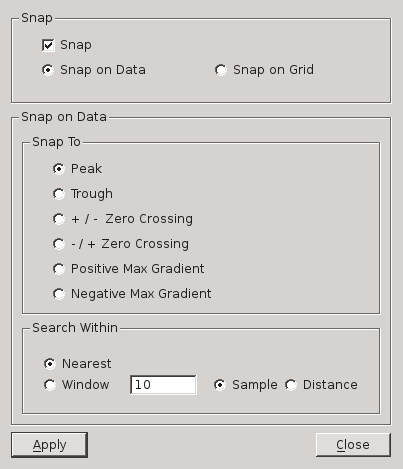 Snap
Snap
Snap on Data Snap on Grid
Snap on Data
Snap To
Peak
Trough
+ / - Zero Crossing
- / + Zero Crossing
Positive Max Gradient
Negative Max Gradient
Search Within
Nearest
Window 10 Sample Distance
Apply Close